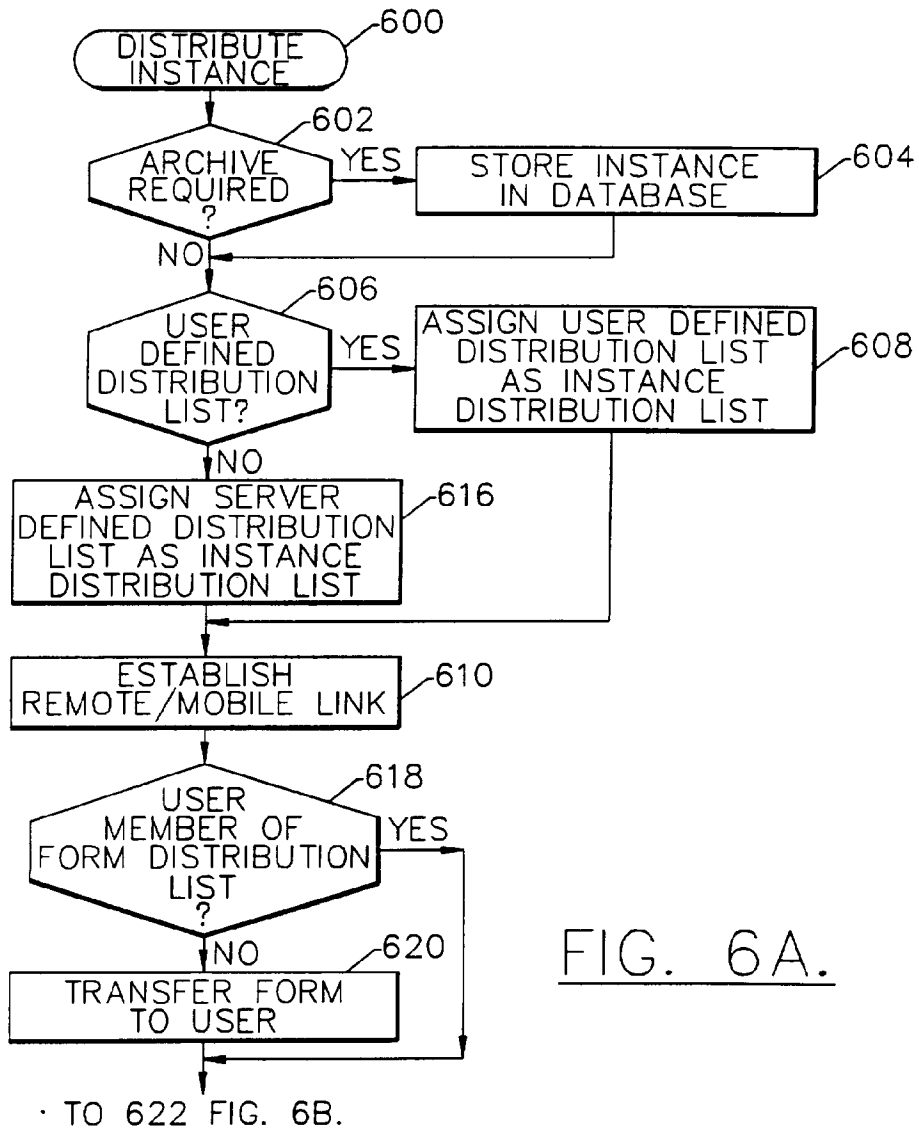 600
DISTRIBUTE
INSTANCE
602
ARCHIVE
REQUIRED
?
YES
STORE INSTANCE
IN DATABASE
604
NO
606
USER
DEFINED
DISTRIBUTION
LIST?
YES
ASSIGN USER DEFINED
DISTRIBUTION LIST
AS INSTANCE
DISTRIBUTION LIST
608
NO
ASSIGN SERVER
DEFINED DISTRIBUTION
LIST AS INSTANCE
DISTRIBUTION LIST
616
ESTABLISH
REMOTE/MOBILE LINK
610
618
USER
MEMBER OF
FORM DISTRIBUTION
LIST
?
YES
NO
620
TRANSFER FORM
TO USER
FIG. 6A.
TO 622 FIG. 6B.